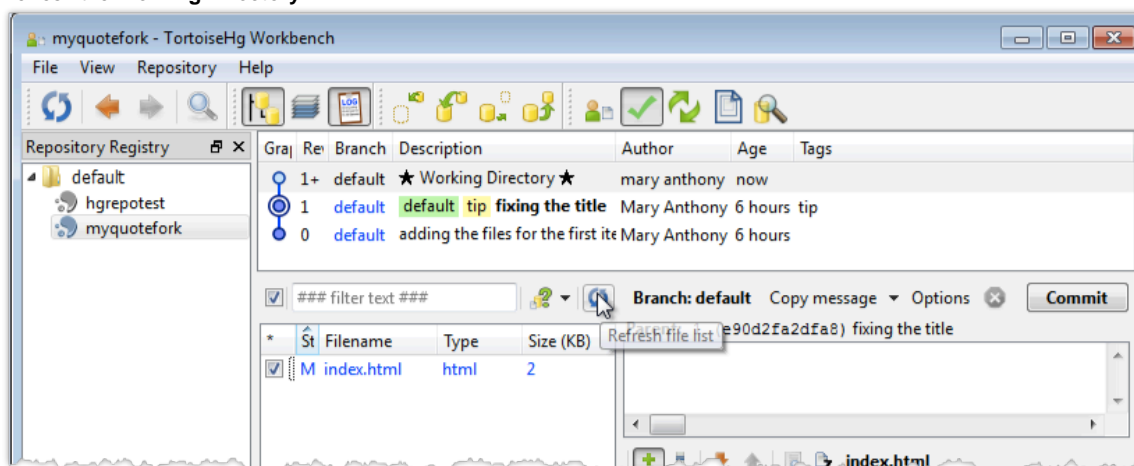 myquotefork - TortoiseHg Workbench
File View Repository Help
LOG
Repository Registry
default
hgrepotest
myquotefork
Rev Branch Description Author Age Tags
1+ default ★ Working Directory ★ mary anthony now
1 default default tip fixing the title Mary Anthony 6 hours tip
0 default adding the files for the first ite Mary Anthony 6 hours
### filter text ###
Branch: default Copy message Options Commit
e90d2fa2dfa8) fixing the title
Refresh file list
* St Filename Type Size (KB)
M index.html html 2
index.html